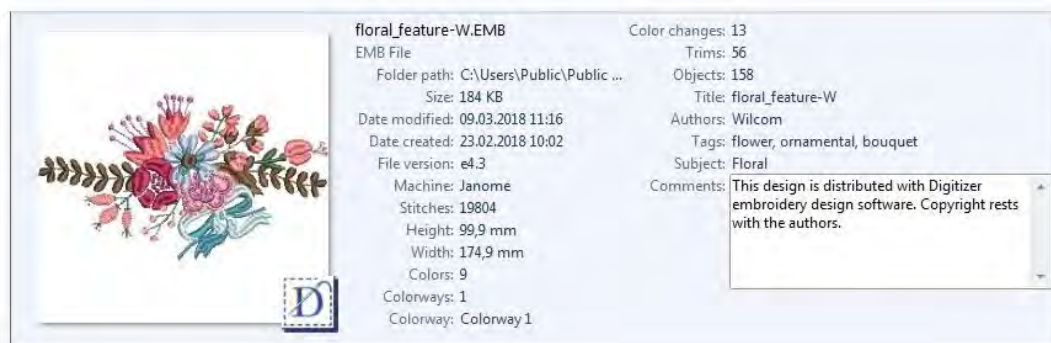 floral_feature-W.EMB
EMB File
Folder path: C:\Users\Public\Public ...
Size: 184 KB
Date modified: 09.03.2018 11:16
Date created: 23.02.2018 10:02
File version: e4.3
Machine: Janome
Stitches: 19804
Height: 99,9 mm
Width: 174,9 mm
Colors: 9
Colorways: 1
Colorway: Colorway 1
Color changes: 13
Trims: 56
Objects: 158
Title: floral_feature-W
Authors: Wilcom
Tags: flower, ornamental, bouquet
Subject: Floral
Comments: This design is distributed with Digitizer
embroidery design software. Copyright rests
with the authors.
D